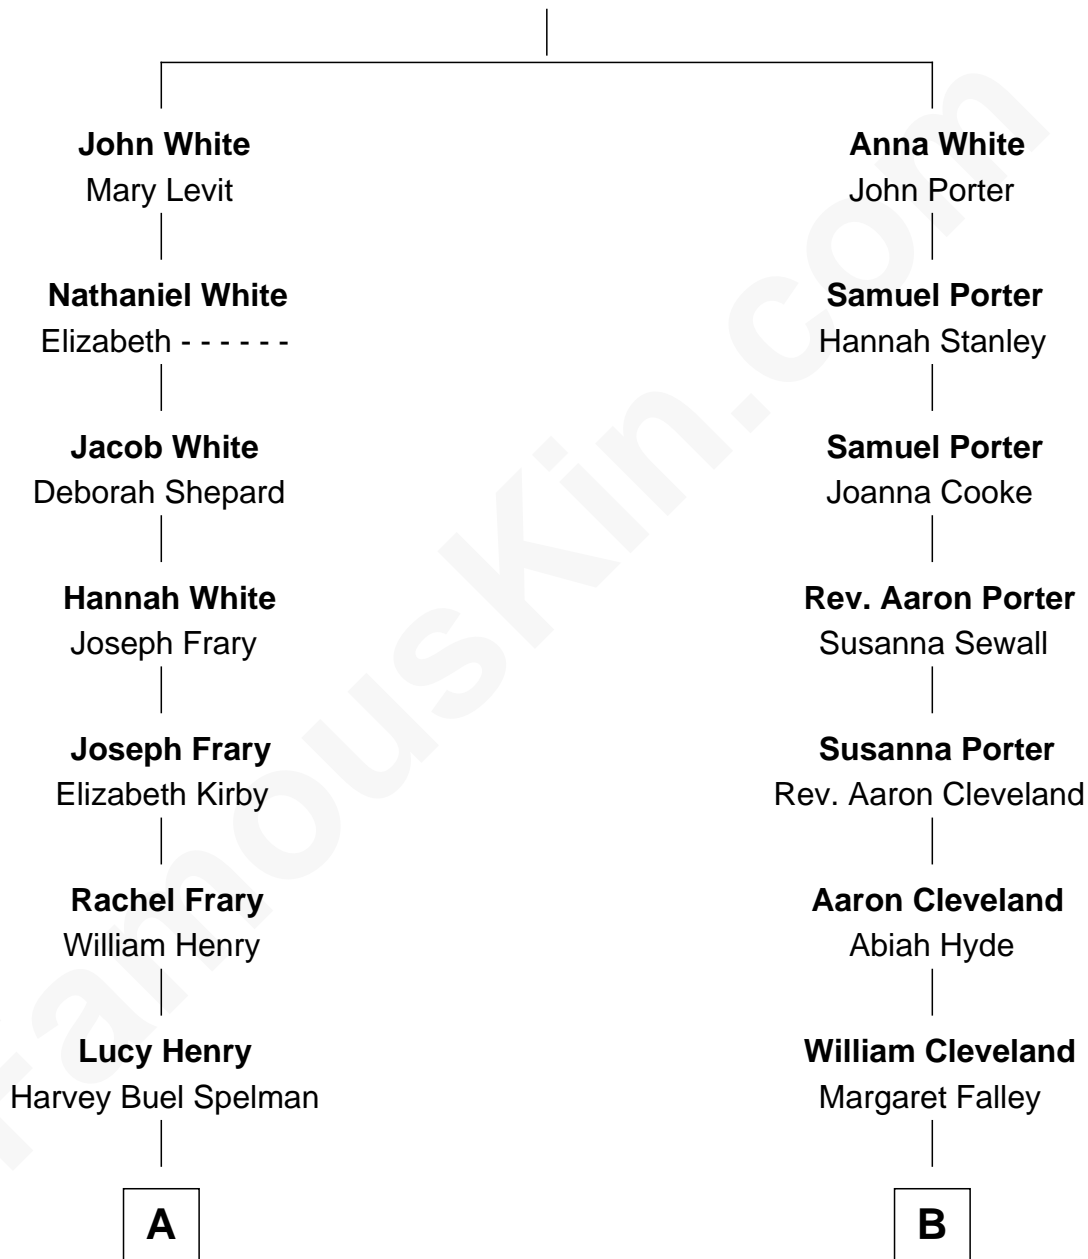 John White
Mary Levit
Anna White
John Porter
Nathaniel White
Elizabeth - - - - - -
Samuel Porter
Hannah Stanley
Jacob White
Deborah Shepard
Samuel Porter
Joanna Cooke
Hannah White
Joseph Frary
Rev. Aaron Porter
Susanna Sewall
Joseph Frary
Elizabeth Kirby
Susanna Porter
Rev. Aaron Cleveland
Rachel Frary
William Henry
Aaron Cleveland
Abiah Hyde
Lucy Henry
Harvey Buel Spelman
William Cleveland
Margaret Falley
A
B
FamousKin.com